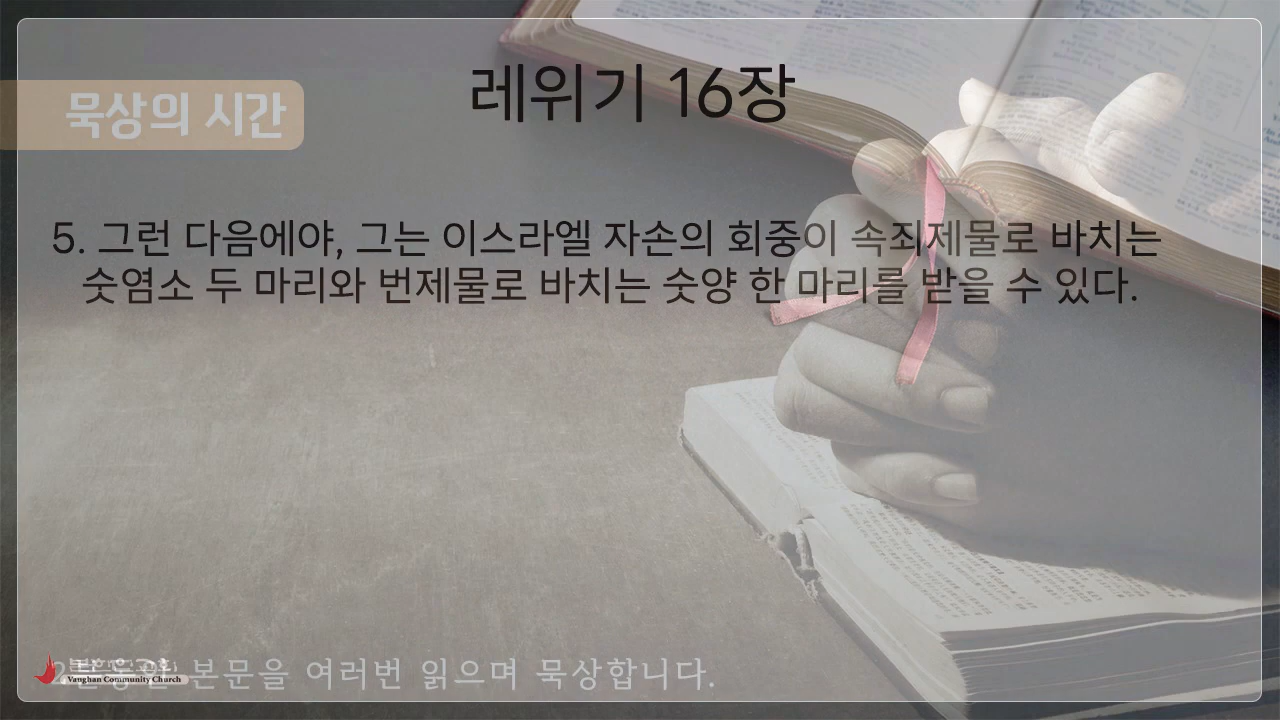 레위기 16장
묵상의 시간
5. 그런 다음에야, 그는 이스라엘 자손의 회중이 속죄제물로 바치는
숫염소 두 마리와 번제물로 바치는 숫양 한 마리를 받을 수 있다.
본문을 여러번 읽으며 묵상합니다.
Vaughan Community Church